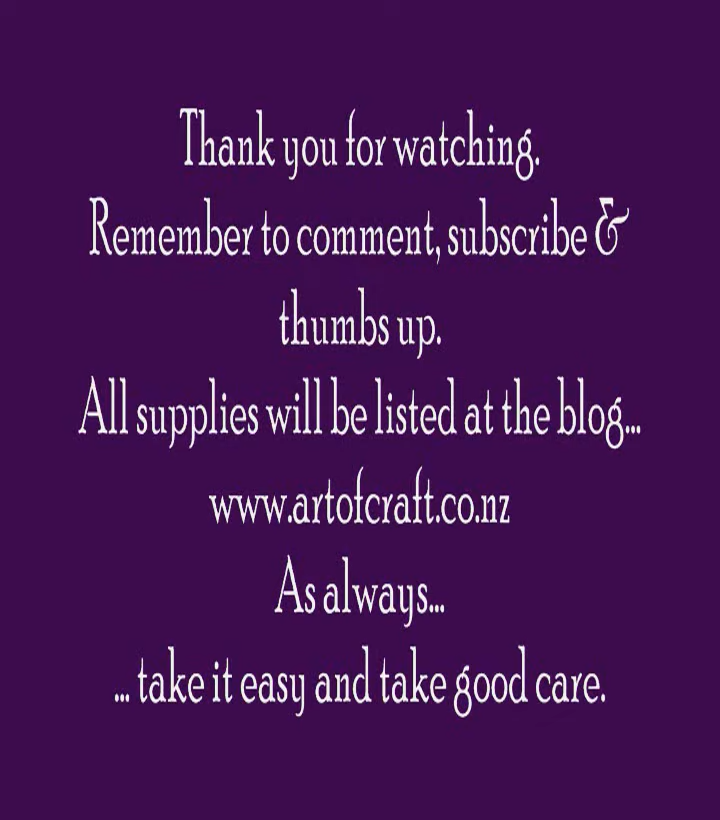 Thank you for watching.
Remember to comment, subscribe &
thumbs up.
All supplies will be listed at the blog...
www.artofcraft.co.nz
As always...
... take it easy and take good care.